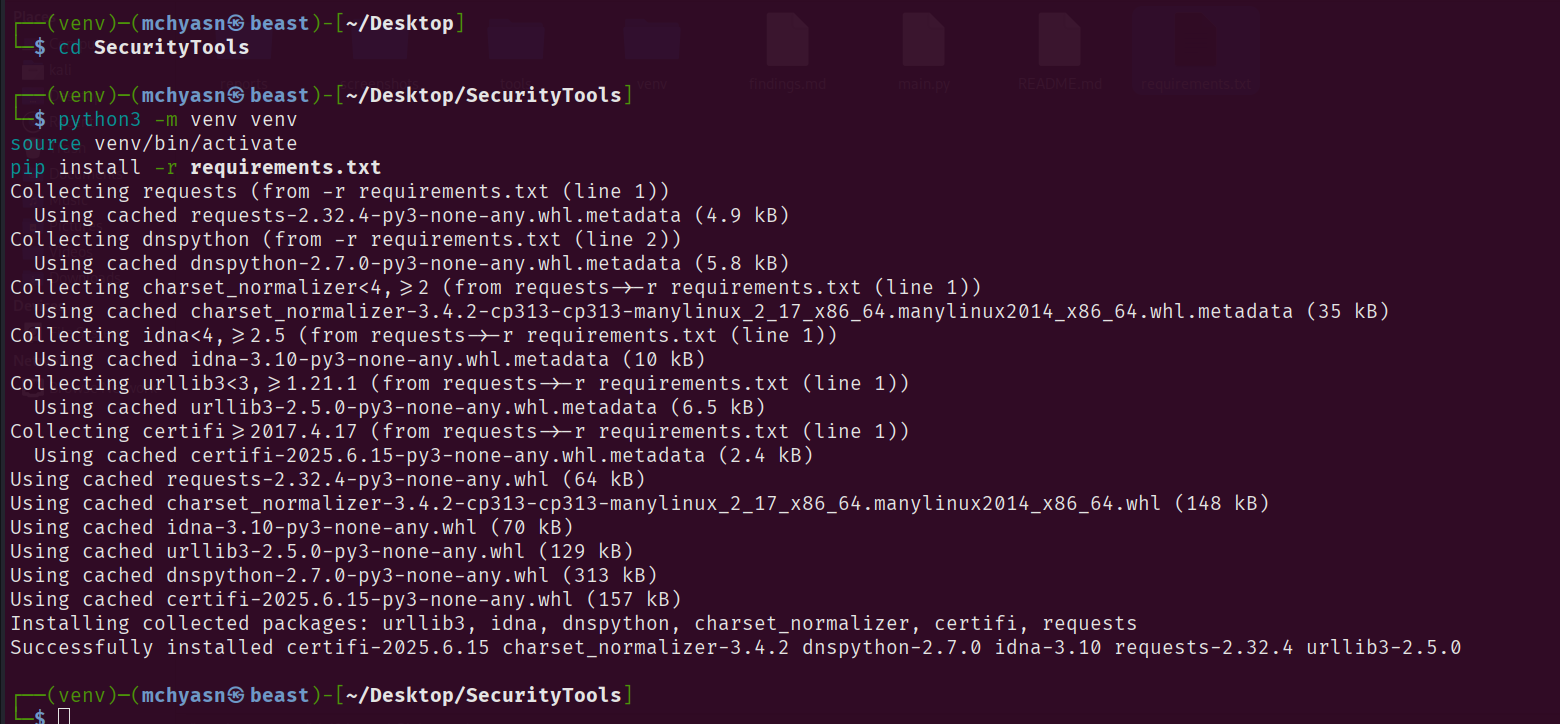 ┌──(venv)─(mchyasn㉿beast)-[~/Desktop]
└─$ cd SecurityTools
findings.md main.py README.md requirements.txt
venv
┌──(venv)─(mchyasn㉿beast)-[~/Desktop/SecurityTools]
└─$ python3 -m venv venv
source venv/bin/activate
pip install -r requirements.txt
Collecting requests (from -r requirements.txt (line 1))
  Using cached requests-2.32.4-py3-none-any.whl.metadata (4.9 kB)
Collecting dnspython (from -r requirements.txt (line 2))
  Using cached dnspython-2.7.0-py3-none-any.whl.metadata (5.8 kB)
Collecting charset_normalizer<4,>=2 (from requests->-r requirements.txt (line 1))
  Using cached charset_normalizer-3.4.2-cp313-cp313-manylinux_2_17_x86_64.manylinux2014_x86_64.whl.metadata (35 kB)
Collecting idna<4,>=2.5 (from requests->-r requirements.txt (line 1))
  Using cached idna-3.10-py3-none-any.whl.metadata (10 kB)
Collecting urllib3<3,>=1.21.1 (from requests->-r requirements.txt (line 1))
  Using cached urllib3-2.5.0-py3-none-any.whl.metadata (6.5 kB)
Collecting certifi>=2017.4.17 (from requests->-r requirements.txt (line 1))
  Using cached certifi-2025.6.15-py3-none-any.whl.metadata (2.4 kB)
Using cached requests-2.32.4-py3-none-any.whl (64 kB)
Using cached charset_normalizer-3.4.2-cp313-cp313-manylinux_2_17_x86_64.manylinux2014_x86_64.whl (148 kB)
Using cached idna-3.10-py3-none-any.whl (70 kB)
Using cached urllib3-2.5.0-py3-none-any.whl (129 kB)
Using cached dnspython-2.7.0-py3-none-any.whl (313 kB)
Using cached certifi-2025.6.15-py3-none-any.whl (157 kB)
Installing collected packages: urllib3, idna, dnspython, charset_normalizer, certifi, requests
Successfully installed certifi-2025.6.15 charset_normalizer-3.4.2 dnspython-2.7.0 idna-3.10 requests-2.32.4 urllib3-2.5.0
┌──(venv)─(mchyasn㉿beast)-[~/Desktop/SecurityTools]
└─$